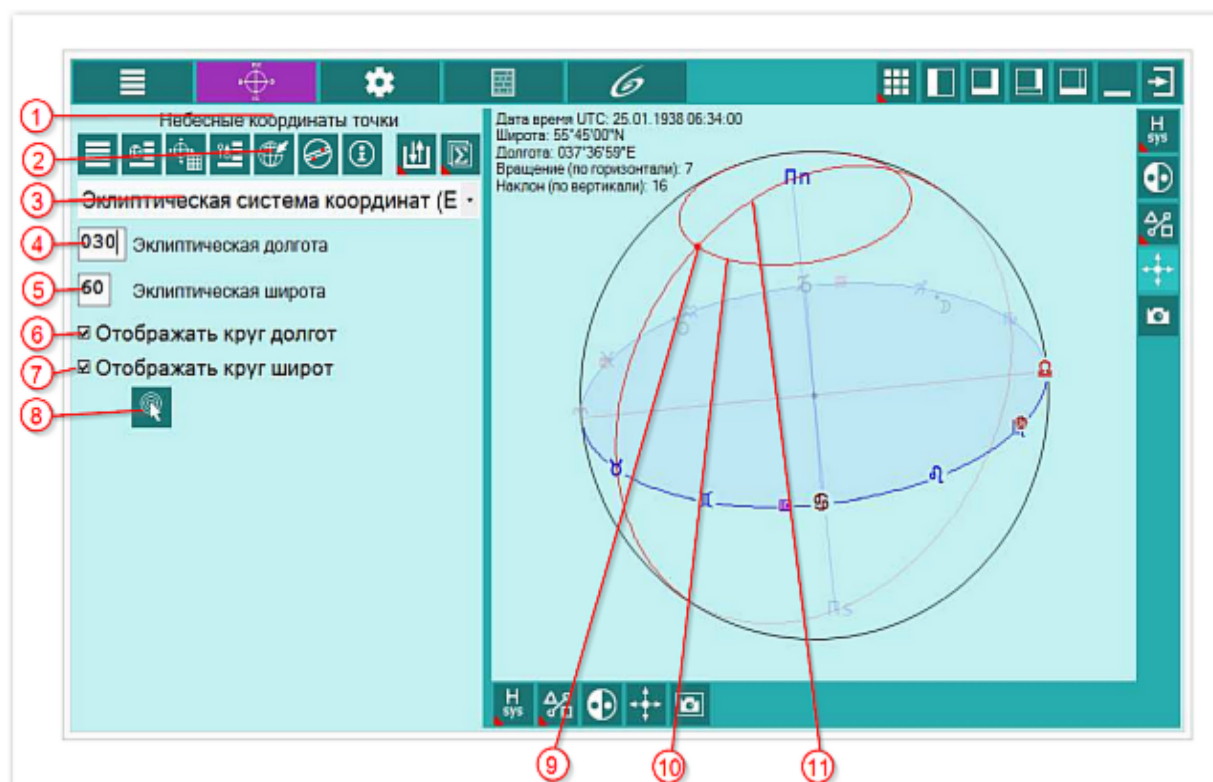 Небесные координаты точки
Эклиптическая система координат (E
030 Эклиптическая долгота
60 Эклиптическая широта
Отображать круг долгот
Отображать круг широт
Дата время UTC: 25.01.1938 06:34:00
Широта: 55°45'00"N
Долгота: 037°36'59"E
Вращение (по горизонтали): 7
Наклон (по вертикали): 16
Пп
Пs
H
sys
H
sys
1
2
3
4
5
6
7
8
9
10
11